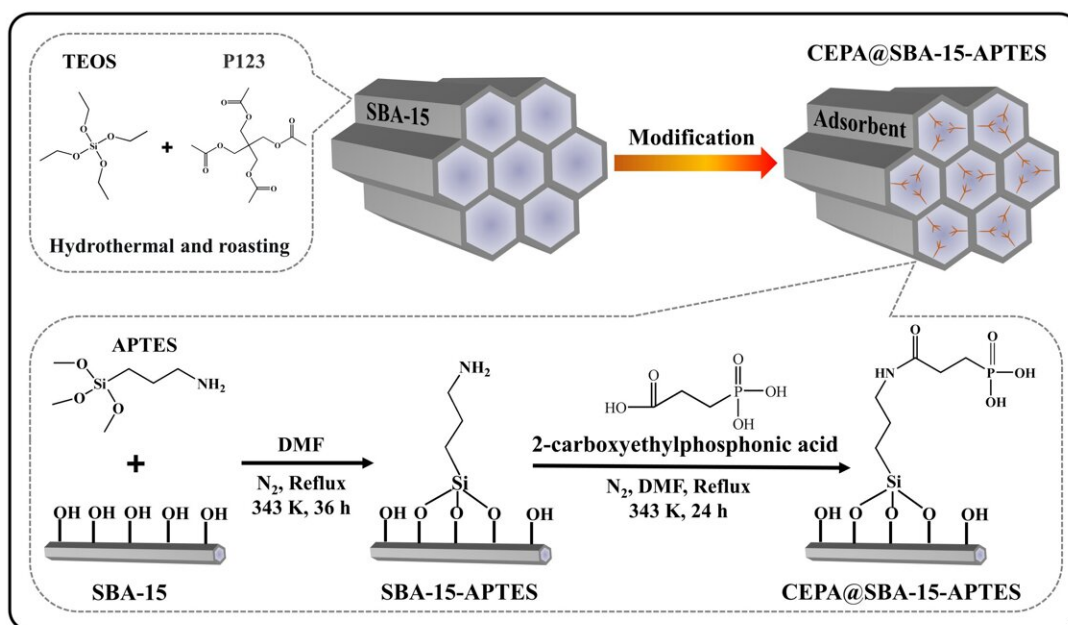 TEOS
P123
O
O
O
O
Si
+
O
O
O
O
O
O
O
O
Hydrothermal and roasting
SBA-15
Modification
CEPA@SBA-15-APTES
Adsorbent
APTES
O
O
O
Si
NH₂
+
OH OH OH OH OH
SBA-15
DMF
N₂, Reflux
343 K, 36 h
NH₂
Si
OH O O O OH
SBA-15-APTES
O
HO
O
P
OH
OH
2-carboxyethylphosphonic acid
N₂, DMF, Reflux
343 K, 24 h
O
HN
O
P
OH
OH
Si
OH O O O OH
CEPA@SBA-15-APTES